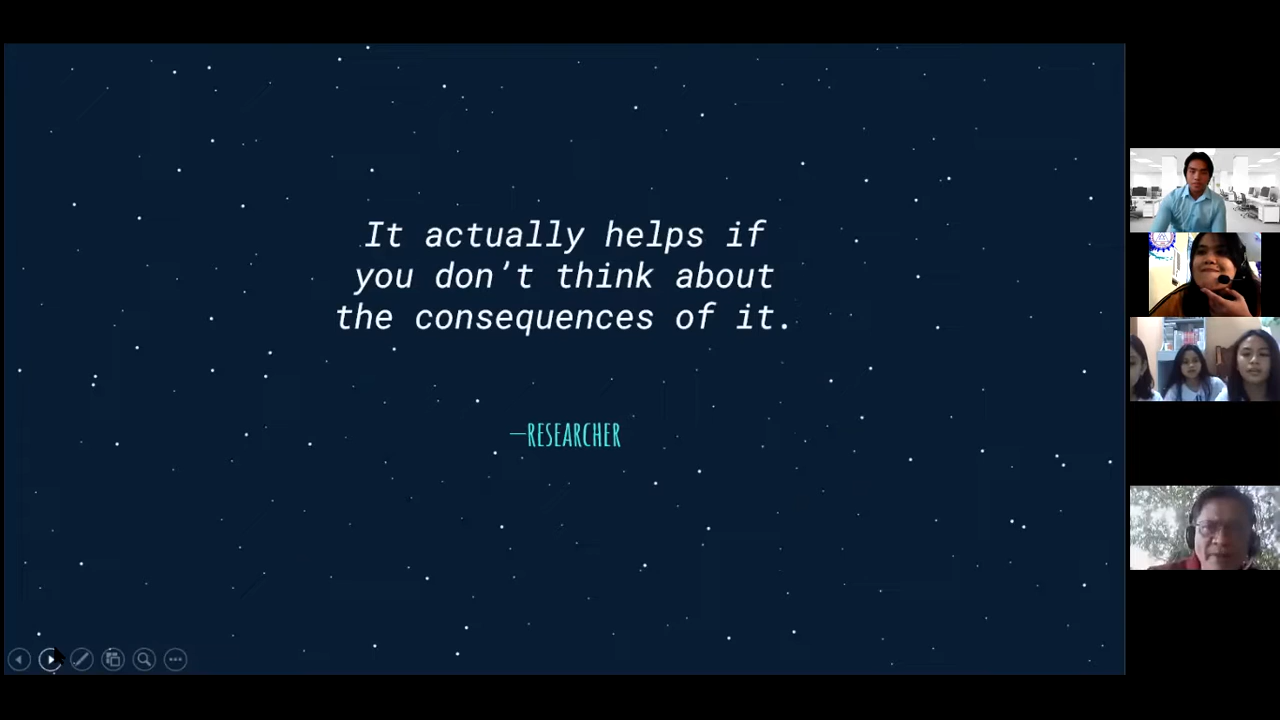 It actually helps if
you don’t think about
the consequences of it.
—RESEARCHER